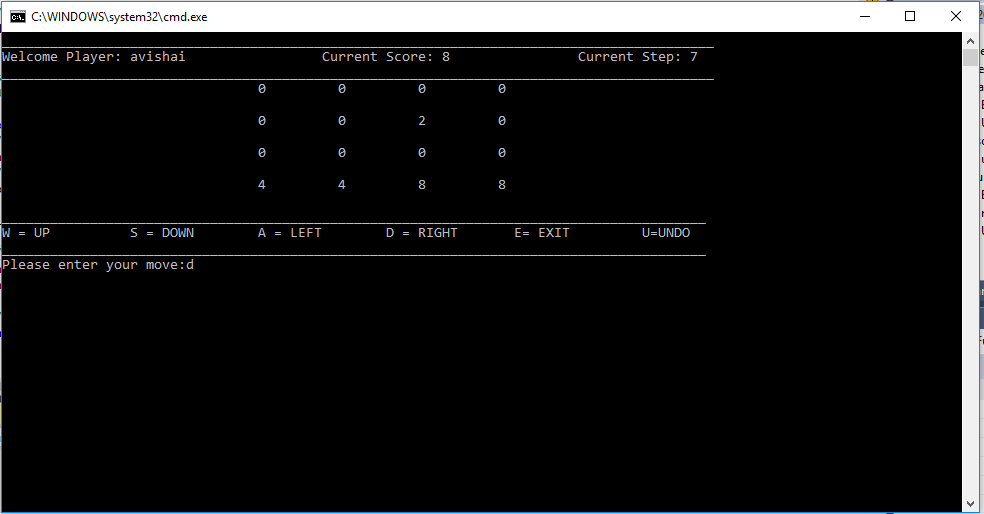 C:\WINDOWS\system32\cmd.exe
Welcome Player: avishai Current Score: 8 Current Step: 7
0 0 0 0
0 0 2 0
0 0 0 0
4 4 8 8
W = UP S = DOWN A = LEFT D = RIGHT E= EXIT U=UNDO
Please enter your move:d